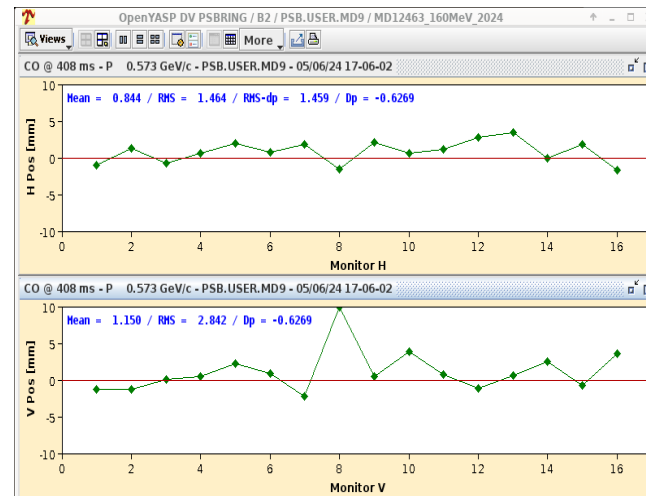 OpenYASP DV PSBRING / B2 / PSB.USER.MD9 / MD12463_160MeV_2024
Views More
CO @ 408 ms - P 0.573 GeV/c - PSB.USER.MD9 - 05/06/24 17-06-02
Mean = 0.844 / RMS = 1.464 / RMS-dp = 1.459 / Dp = -0.6269
H Pos [mm]
10
5
0
-5
-10
0 2 4 6 8 10 12 14 16
Monitor H
CO @ 408 ms - P 0.573 GeV/c - PSB.USER.MD9 - 05/06/24 17-06-02
Mean = 1.150 / RMS = 2.842 / Dp = -0.6269
V Pos [mm]
10
5
0
-5
-10
0 2 4 6 8 10 12 14 16
Monitor V